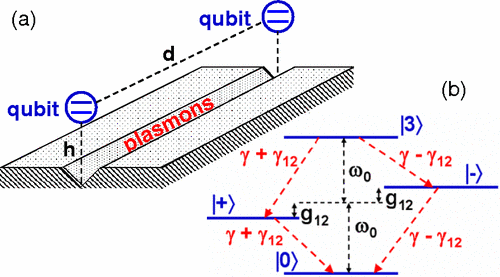 (a)
qubit
d
qubit
plasmons
h
(b)
|3⟩
γ + γ12
ω0
γ - γ12
|-⟩
g12
|+⟩
g12
ω0
γ + γ12
γ - γ12
|0⟩